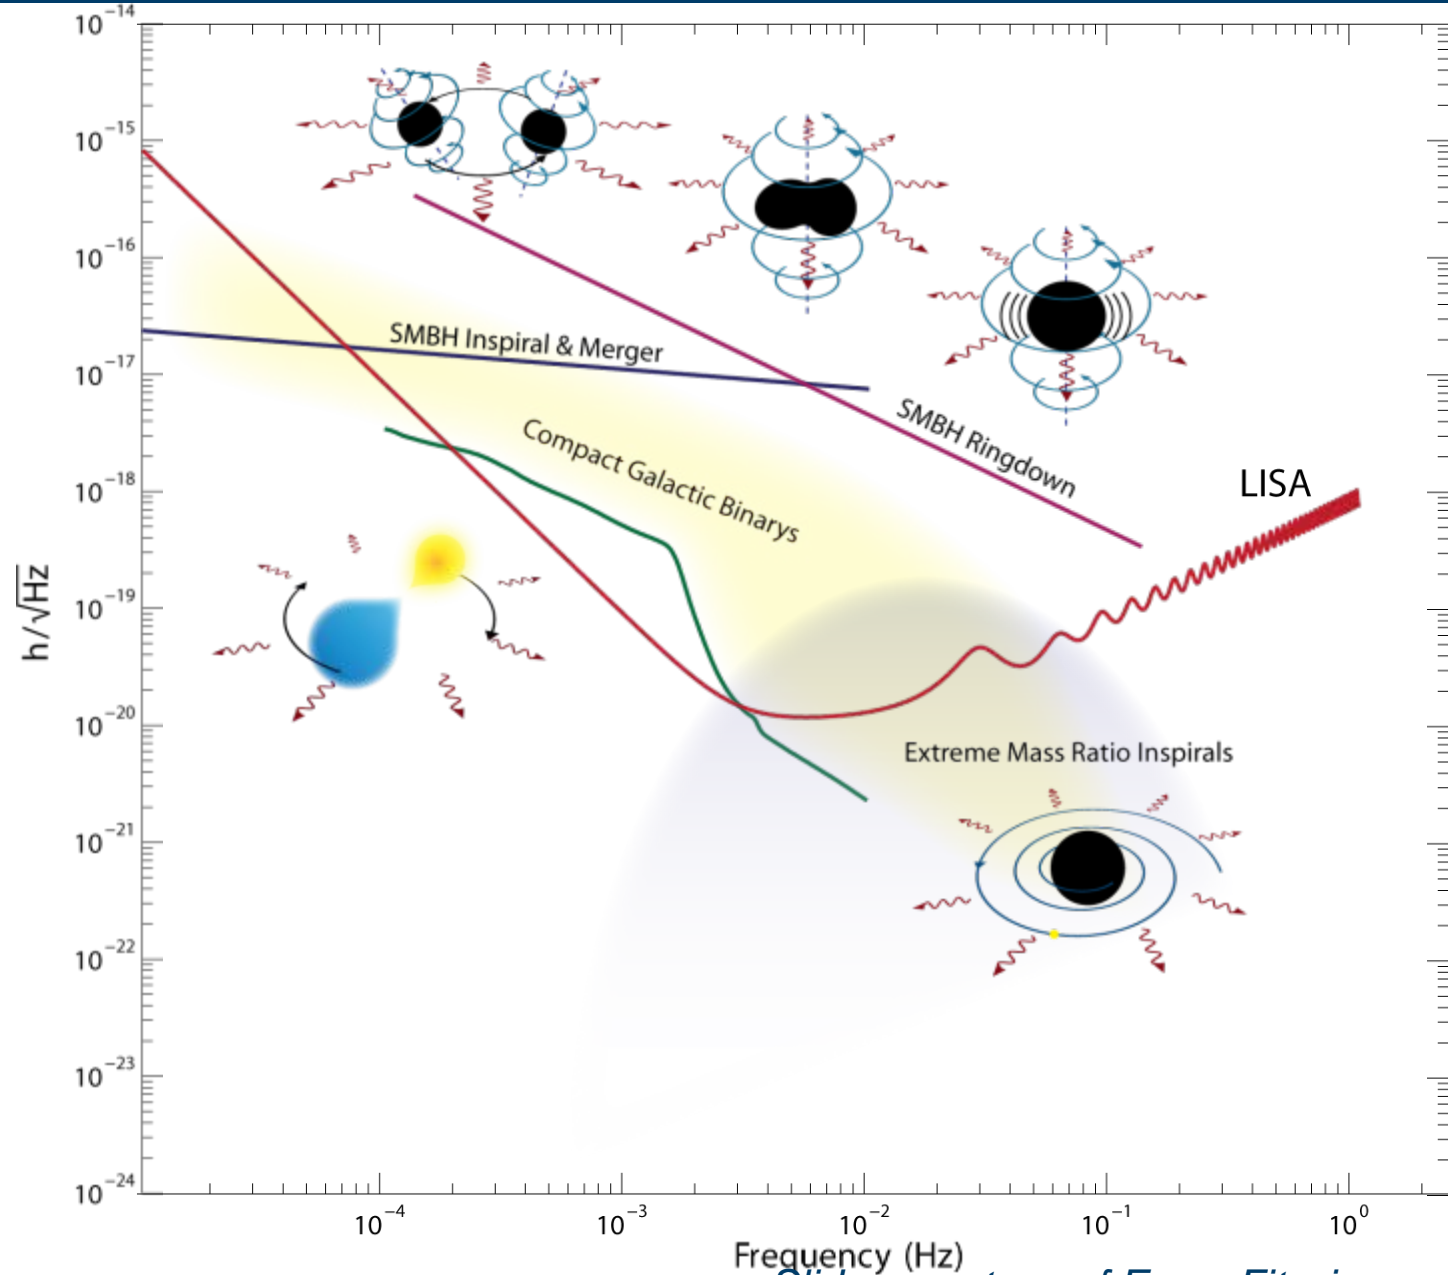 10⁻¹⁴
10⁻¹⁵
10⁻¹⁶
10⁻¹⁷
10⁻¹⁸
10⁻¹⁹
10⁻²⁰
10⁻²¹
10⁻²²
10⁻²³
10⁻²⁴
h/√Hz
SMBH Inspiral & Merger
SMBH Ringdown
Compact Galactic Binarys
LISA
Extreme Mass Ratio Inspirals
10⁻⁴ 10⁻³ 10⁻² 10⁻¹ 10⁰
Frequency (Hz)